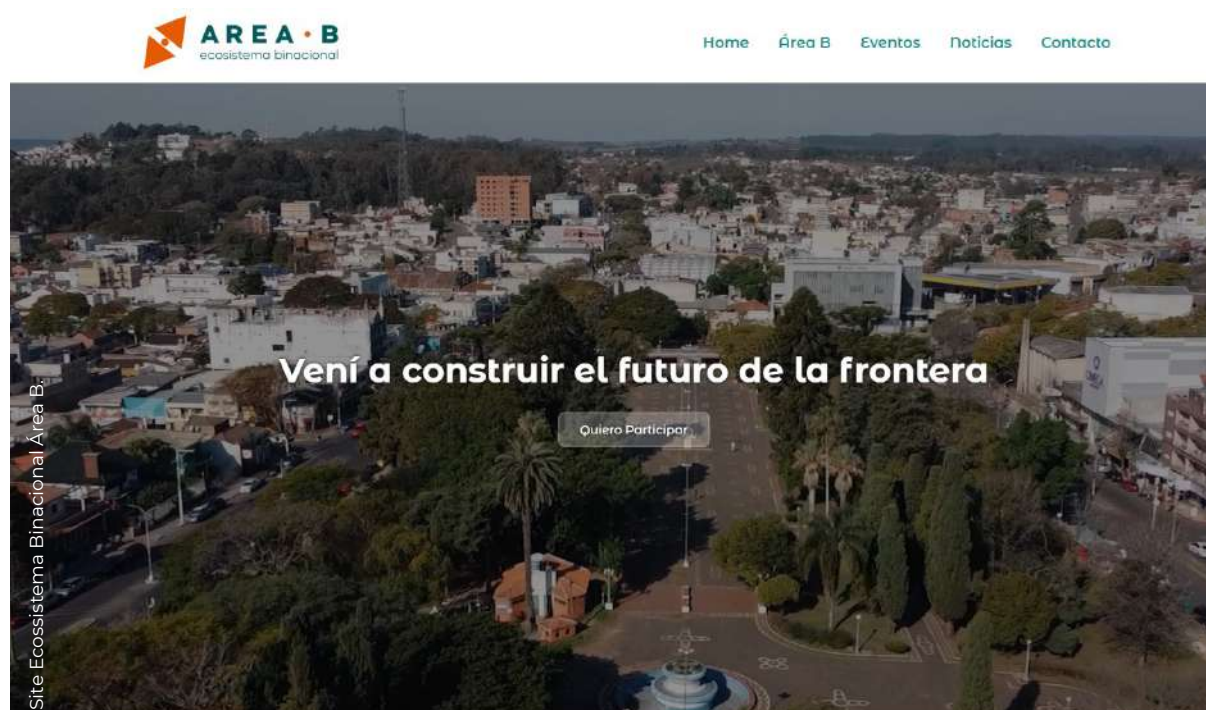 AREA · B
ecosistema binacional
Home Área B Eventos Noticias Contacto
Vení a construir el futuro de la frontera
Quiero Participar
Site Ecossistema Binacional Área B.